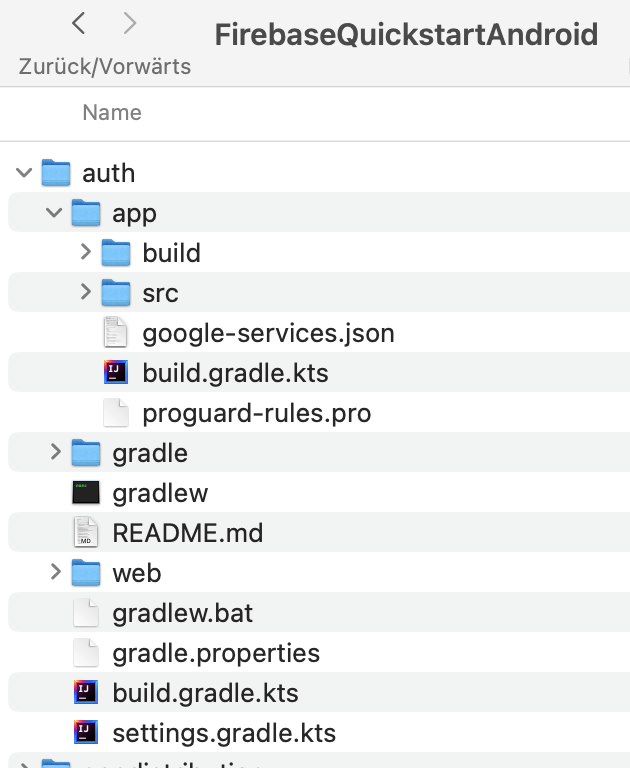 FirebaseQuickstartAndroid
Zurück/Vorwärts
Name
auth
app
build
src
google-services.json
build.gradle.kts
proguard-rules.pro
gradle
gradlew
README.md
web
gradlew.bat
gradle.properties
build.gradle.kts
settings.gradle.kts